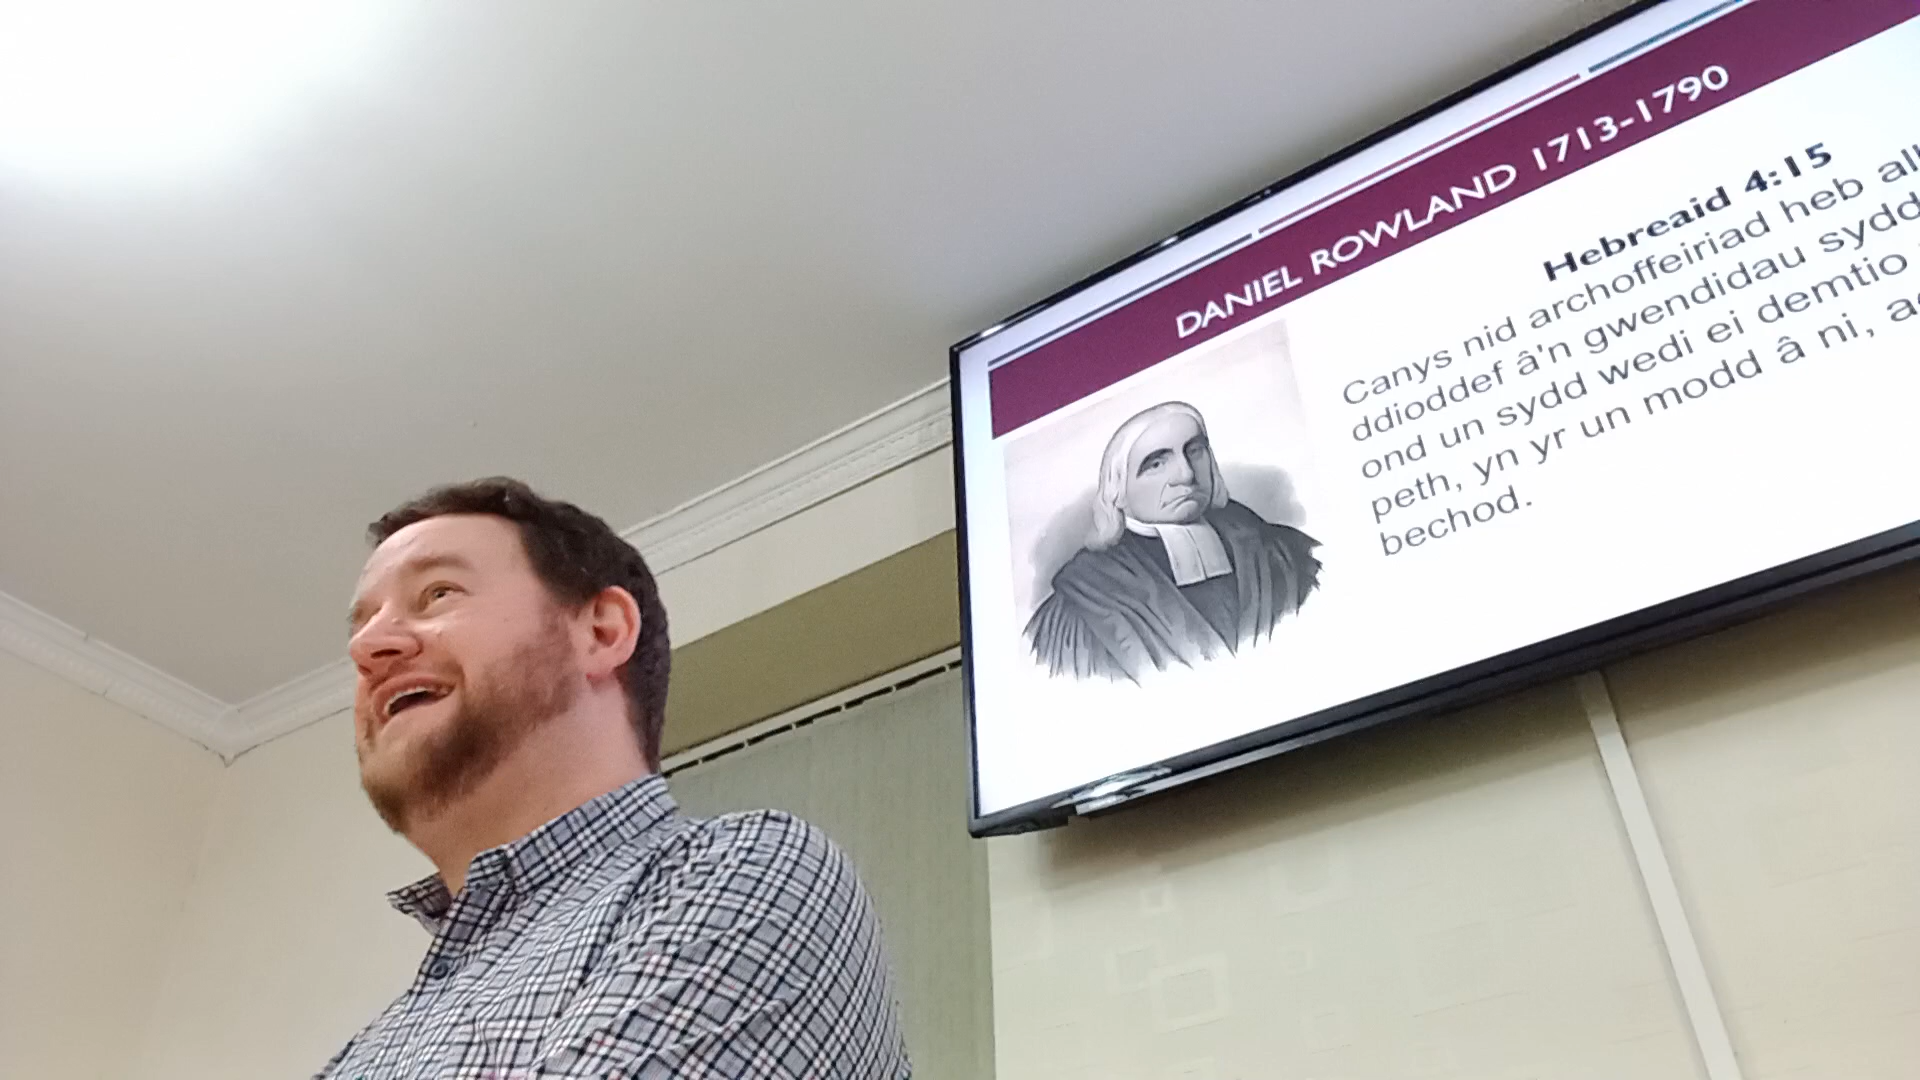 DANIEL ROWLAND 1713-1790
Hebreaid 4:15
Canys nid archoffeiriad heb
ddioddef â'n gwendidau sydd
ond un sydd wedi ei demtio
peth, yn yr un modd â ni,
bechod.